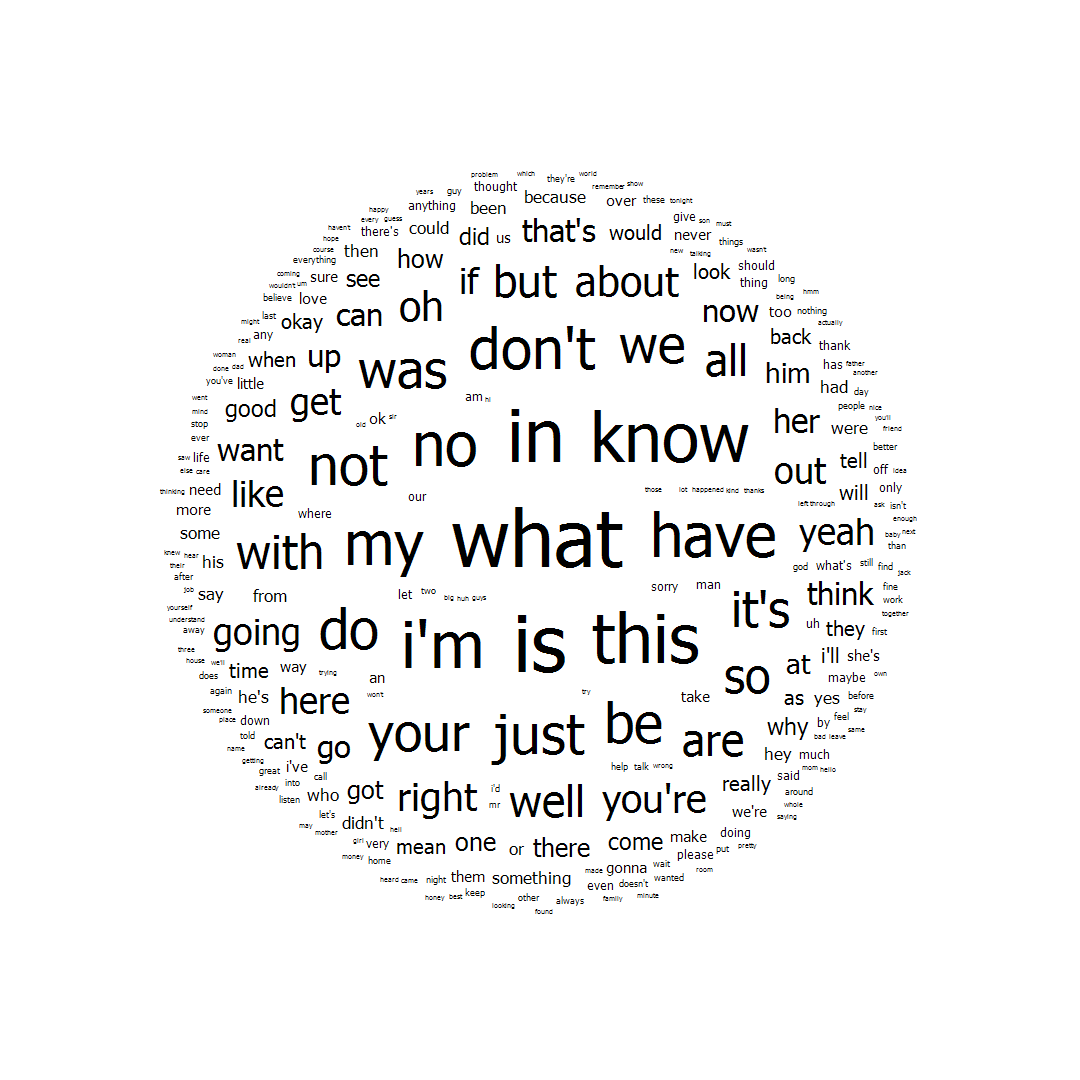 problem which they're world
years guy thought remember show
happy anything been because over these tonight
every guess
haven't there's could did us that's would never give son must
hope things
course then how new talking wasn't
everything
coming sure see if but about look should
wouldn't um thing long
believe love can oh now too nothing being hmm
might last okay don't we actually
real any back thank
woman when up was all him has father
done dad another
you've little am hi had day
went good get ok sir her people nice
mind old were you'll
stop friend
ever want no in know better
saw life not out tell off idea
else care
thinking need like our those lot happened kind thanks will only
more where left through ask isn't
some with my what have yeah enough
baby next
knew hear his than
their god what's still find jack
after
job say from let two big huh guys sorry man it's think fine
yourself work
understand together
away going do i'm is this uh they first
three
house we'll so at i'll she's
does time way trying an maybe own
again he's here won't try take as yes before
someone stay
place down your just be are why by feel same
told can't go bad leave
name hey much
getting i've help talk wrong mom hello
great call really said
already into who got right i'd well you're around
listen mr we're whole
let's didn't hell saying
may mother doing
girl very mean one or there come make put pretty
money home please
heard came night them something made gonna wait room
even doesn't wanted
honey best keep other always family minute
looking found